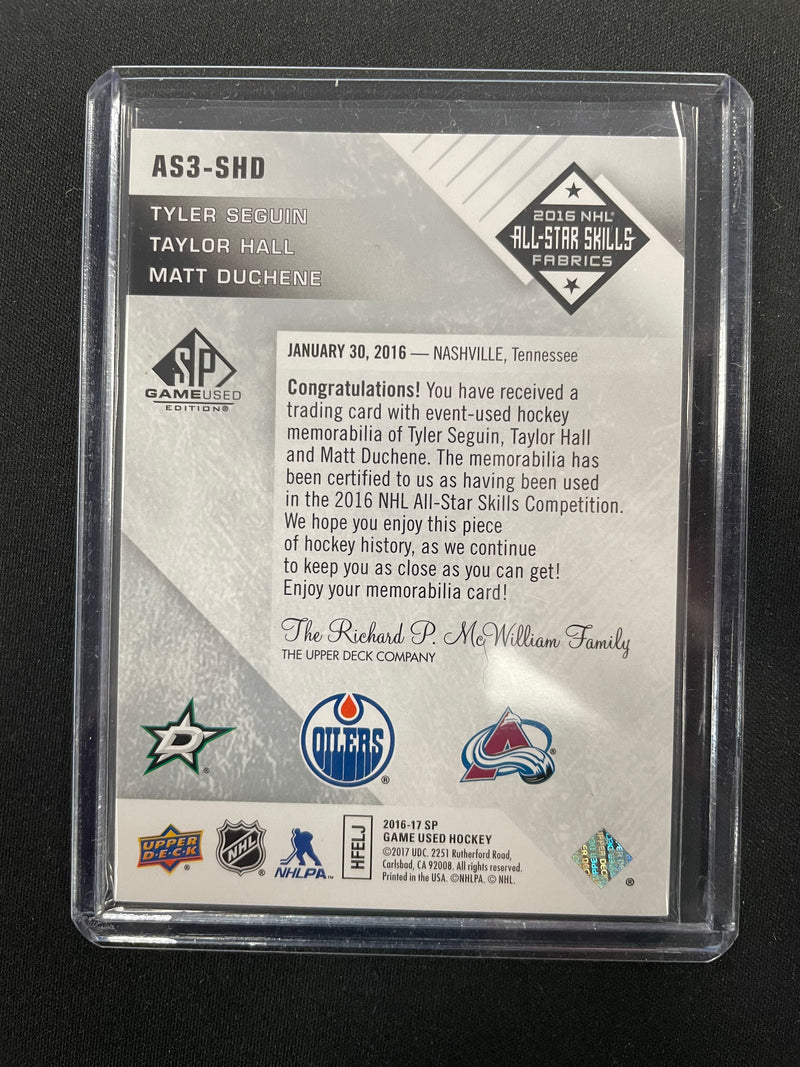 AS3-SHD
TYLER SEGUIN
TAYLOR HALL
MATT DUCHENE
2016 NHL®
ALL-STAR SKILLS
FABRICS
SP
GAMEUSED
EDITION®
JANUARY 30, 2016 — NASHVILLE, Tennessee
Congratulations! You have received a
trading card with event-used hockey
memorabilia of Tyler Seguin, Taylor Hall
and Matt Duchene. The memorabilia has
been certified to us as having been used
in the 2016 NHL All-Star Skills Competition.
We hope you enjoy this piece
of hockey history, as we continue
to keep you as close as you can get!
Enjoy your memorabilia card!
The Richard P. McWilliam Family
THE UPPER DECK COMPANY
D ®
OILERS ®
A ®
UPPER
D·E·C·K
NHL ®
NHLPA™
HFELJ
2016-17 SP
GAME USED HOCKEY
©2017 UDC. 2251 Rutherford Road,
Carlsbad, CA 92008. All rights reserved.
Printed in the USA. ©NHLPA. © NHL.
UPPER DECK
®